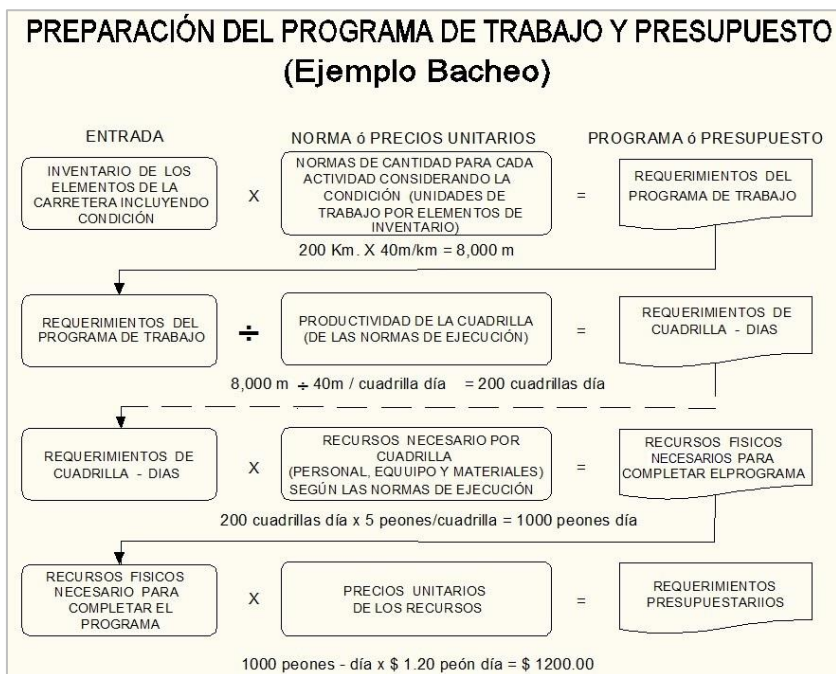 PREPARACIÓN DEL PROGRAMA DE TRABAJO Y PRESUPUESTO
(Ejemplo Bacheo)
ENTRADA
NORMA ó PRECIOS UNITARIOS
PROGRAMA ó PRESUPUESTO
INVENTARIO DE LOS
ELEMENTOS DE LA
CARRETERA INCLUYENDO
CONDICIÓN
X
NORMAS DE CANTIDAD PARA CADA
ACTIVIDAD CONSIDERANDO LA
CONDICIÓN (UNIDADES DE
TRABAJO POR ELEMENTOS DE
INVENTARIO)
=
REQUERIMIENTOS DEL
PROGRAMA DE TRABAJO
200 Km. X 40m/km = 8,000 m
REQUERIMIENTOS DEL
PROGRAMA DE TRABAJO
÷
PRODUCTIVIDAD DE LA CUADRILLA
(DE LAS NORMAS DE EJECUCIÓN)
=
REQUERIMIENTOS DE
CUADRILLA - DIAS
8,000 m ÷ 40m / cuadrilla día = 200 cuadrillas día
REQUERIMIENTOS DE
CUADRILLA - DIAS
X
RECURSOS NECESARIO POR
CUADRILLA
(PERSONAL, EQUUIPO Y MATERIALES)
SEGÚN LAS NORMAS DE EJECUCIÓN
=
RECURSOS FISICOS
NECESARIOS PARA
COMPLETAR ELPROGRAMA
200 cuadrillas día x 5 peones/cuadrilla = 1000 peones día
RECURSOS FISICOS
NECESARIO PARA
COMPLETAR EL
PROGRAMA
X
PRECIOS UNITARIOS
DE LOS RECURSOS
=
REQUERIMIENTOS
PRESUPUESTARIIOS
1000 peones - día x $ 1.20 peón día = $ 1200.00